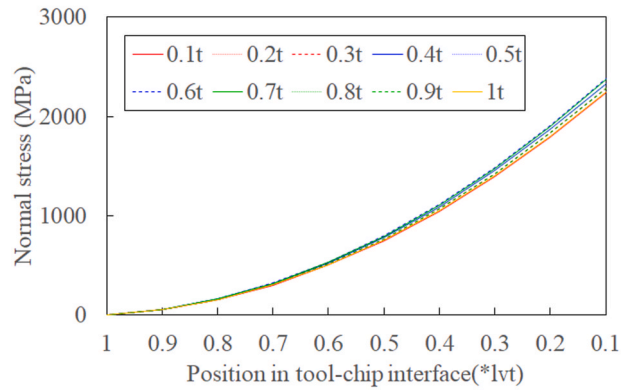 3000
0.1t 0.2t 0.3t 0.4t 0.5t
0.6t 0.7t 0.8t 0.9t 1t
2000
1000
0
Normal stress (MPa)
1 0.9 0.8 0.7 0.6 0.5 0.4 0.3 0.2 0.1
Position in tool-chip interface(*lvt)